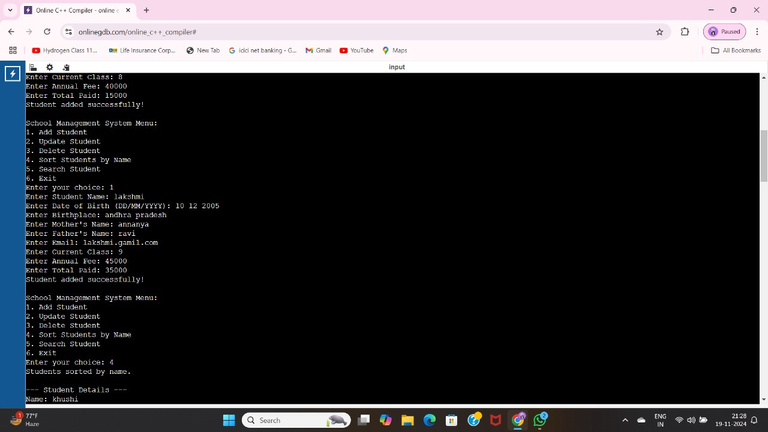 Online C++ Compiler - online c
onlinegdb.com/online_c++_compiler#
Paused
Hydrogen Class 11...
Life Insurance Corp...
New Tab
icici net banking - G...
Gmail
YouTube
Maps
All Bookmarks
input
Enter Current Class: 8
Enter Annual Fee: 40000
Enter Total Paid: 15000
Student added successfully!
School Management System Menu:
1. Add Student
2. Update Student
3. Delete Student
4. Sort Students by Name
5. Search Student
6. Exit
Enter your choice: 1
Enter Student Name: lakshmi
Enter Date of Birth (DD/MM/YYYY): 10 12 2005
Enter Birthplace: andhra pradesh
Enter Mother's Name: annanya
Enter Father's Name: ravi
Enter Email: lakshmi.gamil.com
Enter Current Class: 9
Enter Annual Fee: 45000
Enter Total Paid: 35000
Student added successfully!
School Management System Menu:
1. Add Student
2. Update Student
3. Delete Student
4. Sort Students by Name
5. Search Student
6. Exit
Enter your choice: 4
Students sorted by name.
--- Student Details ---
Name: khushi
77°F
Haze
Search
ENG
IN
21:28
19-11-2024